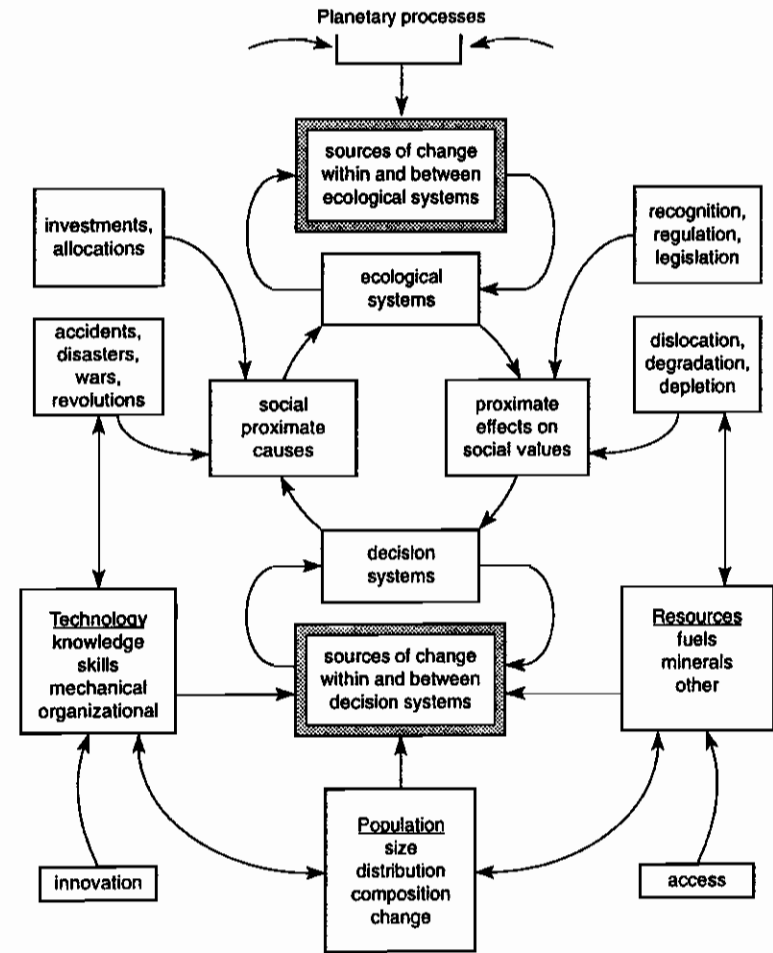 Planetary processes
sources of change
within and between
ecological systems
investments,
allocations
recognition,
regulation,
legislation
ecological
systems
accidents,
disasters,
wars,
revolutions
dislocation,
degradation,
depletion
social
proximate
causes
proximate
effects on
social values
decision
systems
Technology
knowledge
skills
mechanical
organizational
sources of change
within and between
decision systems
Resources
fuels
minerals
other
Population
size
distribution
composition
change
innovation
access